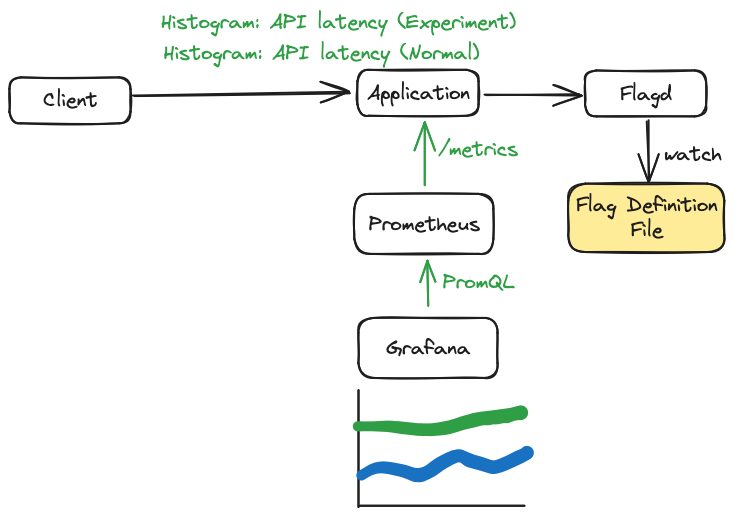 Histogram: API latency (Experiment)
Histogram: API latency (Normal)
Client
Application
Flagd
/metrics
watch
Prometheus
Flag Definition
File
PromQL
Grafana